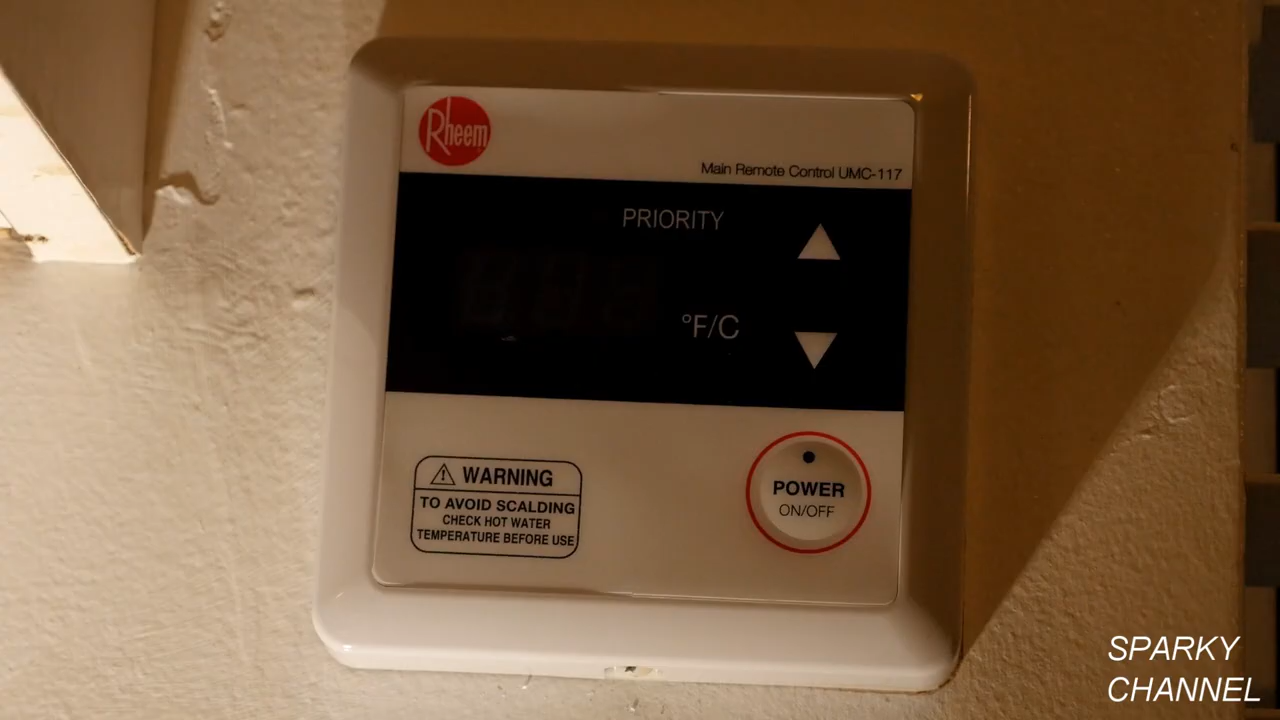 Rheem
Main Remote Control UMC-117
PRIORITY
°F/C
WARNING
TO AVOID SCALDING
CHECK HOT WATER
TEMPERATURE BEFORE USE
POWER
ON/OFF
SPARKY
CHANNEL